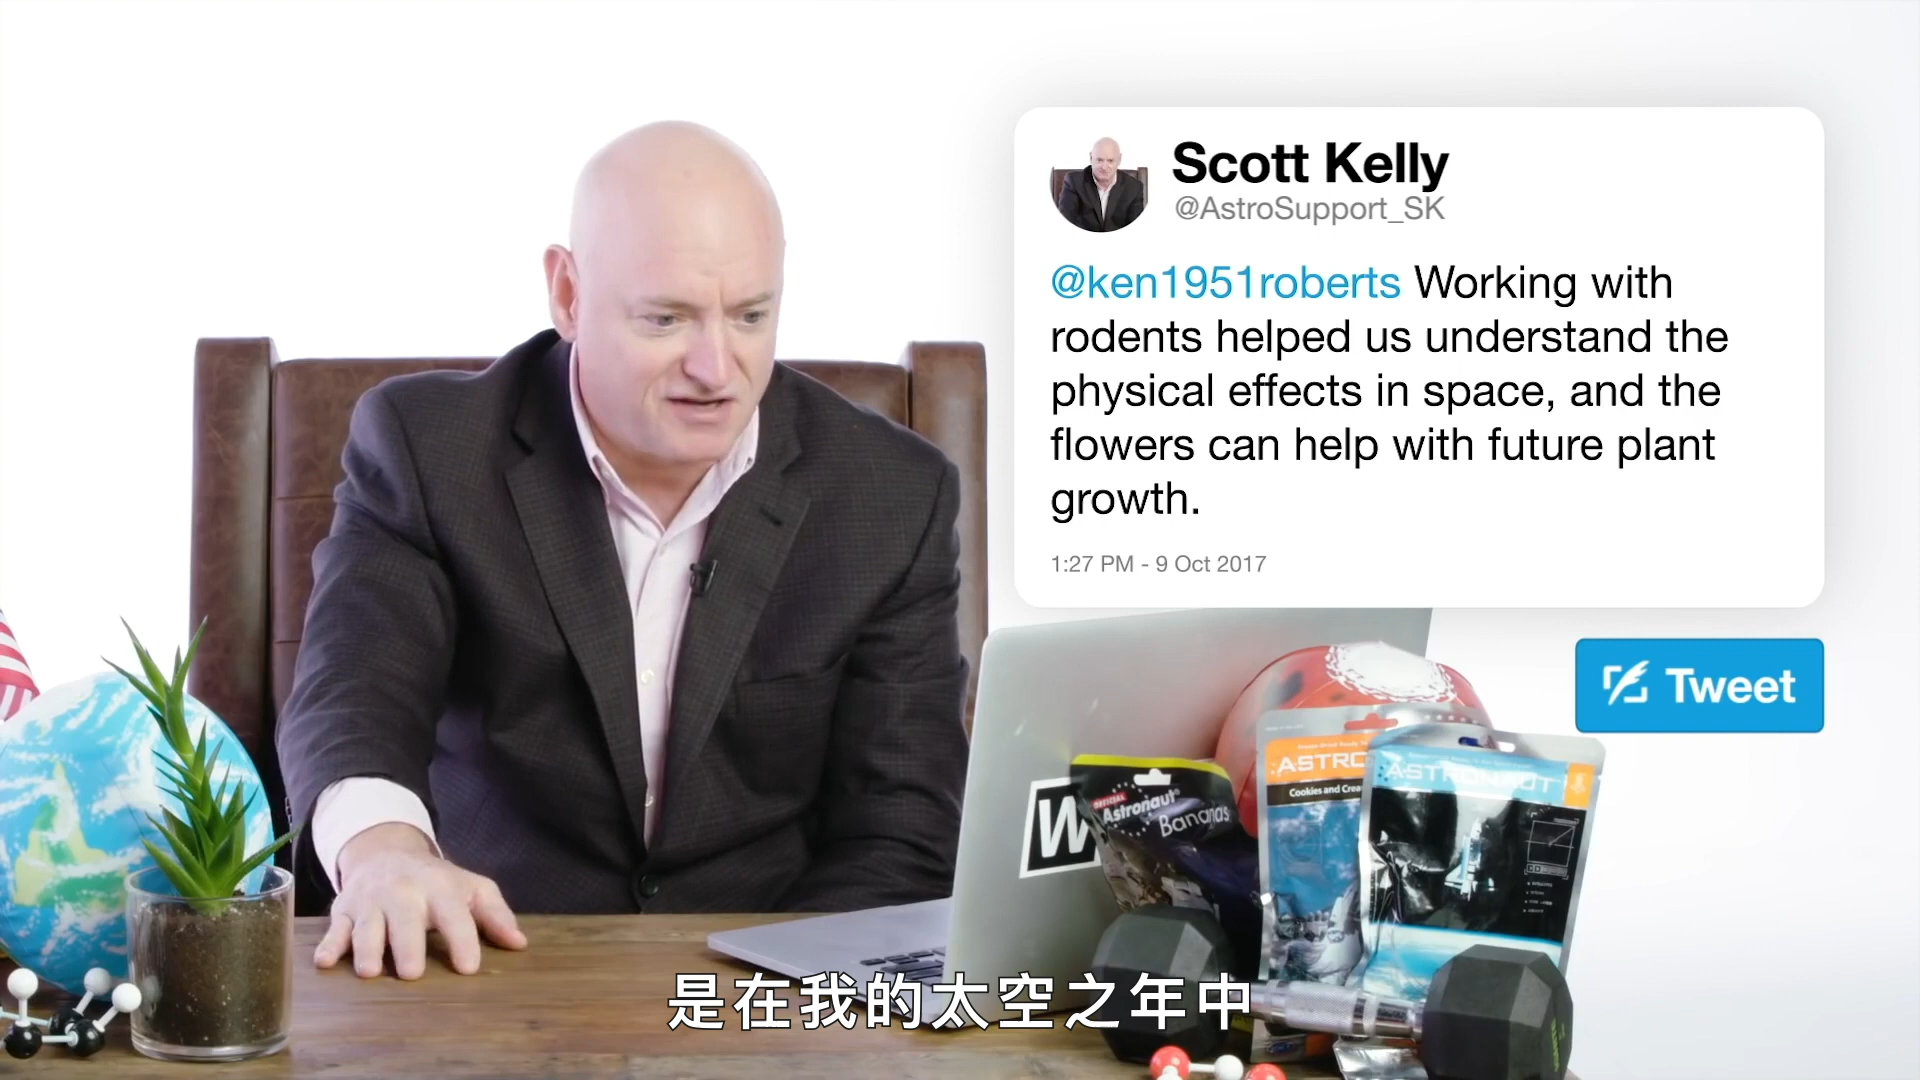 Scott Kelly
@AstroSupport_SK
@ken1951roberts Working with
rodents helped us understand the
physical effects in space, and the
flowers can help with future plant
growth.
1:27 PM - 9 Oct 2017
Tweet
ASTRO
Cookies and Crea
ASTRONAUT
OFFICIAL
Astronaut
Bananas
W
是在我的太空之年中